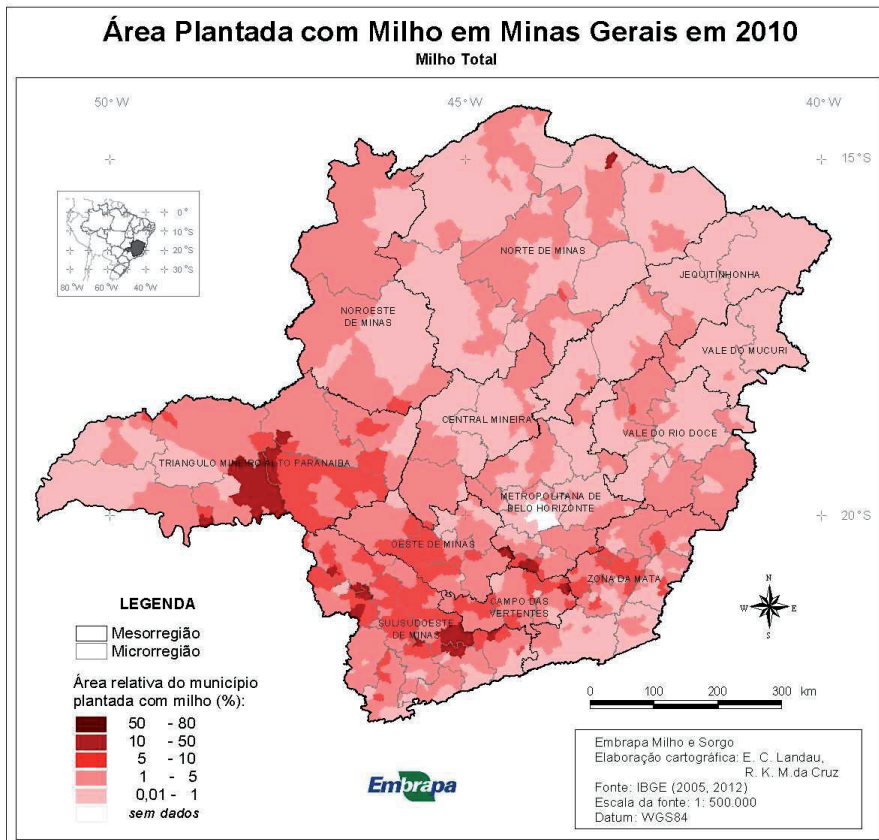 Área Plantada com Milho em Minas Gerais em 2010
Milho Total
50° W
45° W
40° W
15° S
0°
10°S
20°S
30°S
80°W 60°W 40°W
NORTE DE MINAS
JEQUITINHONHA
NOROESTE
DE MINAS
VALE DO MUCURI
CENTRAL MINEIRA
VALE DO RIO DOCE
TRIANGULO MINEIRO/ALTO PARANAIBA
METROPOLITANA DE
BELO HORIZONTE
20° S
OESTE DE MINAS
ZONA DA MATA
CAMPO DAS
VERTENTES
SUL/SUDOESTE
DE MINAS
N
W E
S
LEGENDA
Mesorregião
Microrregião
Área relativa do município
plantada com milho (%):
50 - 80
10 - 50
5 - 10
1 - 5
0,01 - 1
sem dados
0 100 200 300 km
Embrapa
Embrapa Milho e Sorgo
Elaboração cartográfica: E. C. Landau,
R. K. M.da Cruz
Fonte: IBGE (2005, 2012)
Escala da fonte: 1: 500.000
Datum: WGS84